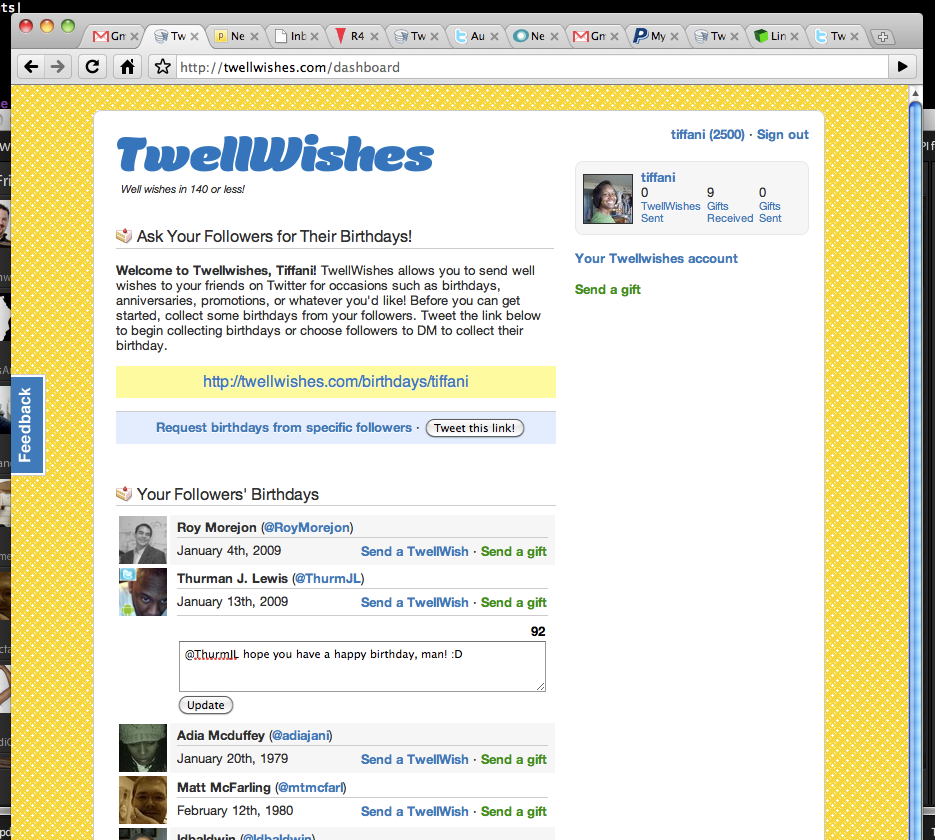 ts|
Gm
Tw
Ne
Inb
R4
Tw
Au
Ne
Gm
My
Tw
Lin
Tw
http://twellwishes.com/dashboard
tiffani (2500) · Sign out
TwellWishes
Well wishes in 140 or less!
tiffani
0 9 0
TwellWishes Gifts Gifts
Sent Received Sent
Your Twellwishes account
Send a gift
Ask Your Followers for Their Birthdays!
Welcome to Twellwishes, Tiffani! TwellWishes allows you to send well
wishes to your friends on Twitter for occasions such as birthdays,
anniversaries, promotions, or whatever you'd like! Before you can get
started, collect some birthdays from your followers. Tweet the link below
to begin collecting birthdays or choose followers to DM to collect their
birthday.
http://twellwishes.com/birthdays/tiffani
Request birthdays from specific followers · Tweet this link!
Feedback
Your Followers' Birthdays
Roy Morejon (@RoyMorejon)
January 4th, 2009 Send a TwellWish · Send a gift
Thurman J. Lewis (@ThurmJL)
January 13th, 2009 Send a TwellWish · Send a gift
92
@ThurmJL hope you have a happy birthday, man! :D
Update
Adia Mcduffey (@adiajani)
January 20th, 1979 Send a TwellWish · Send a gift
Matt McFarling (@mtmcfarl)
February 12th, 1980 Send a TwellWish · Send a gift
ldbaldwin (@ldbaldwin)